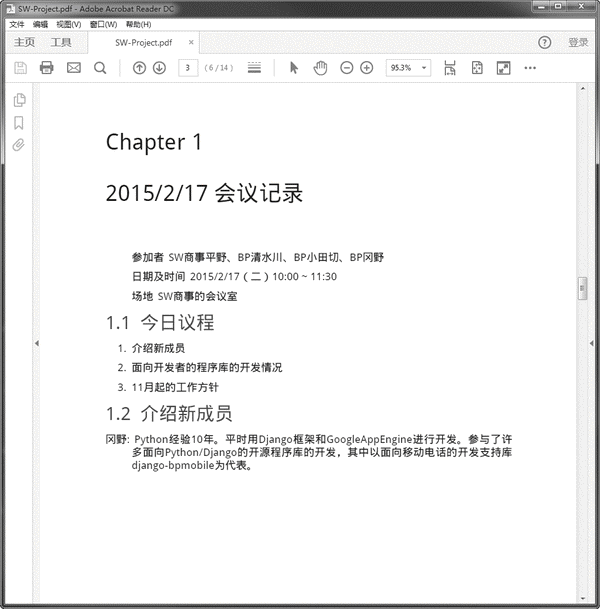 SW-Project.pdf - Adobe Acrobat Reader DC
文件 编辑 视图(V) 窗口(W) 帮助(H)
主页 工具 SW-Project.pdf × 登录
3 (6 / 14) 95.3%
Chapter 1
2015/2/17 会议记录
参加者 SW商事平野、BP清水川、BP小田切、BP冈野
日期及时间 2015/2/17（二）10:00 ~ 11:30
场地 SW商事的会议室
1.1 今日议程
1. 介绍新成员
2. 面向开发者的程序库的开发情况
3. 11月起的工作方针
1.2 介绍新成员
冈野: Python经验10年。平时用Django框架和GoogleAppEngine进行开发。参与了许
多面向Python/Django的开源程序库的开发，其中以面向移动电话的开发支持库
django-bpmobile为代表。